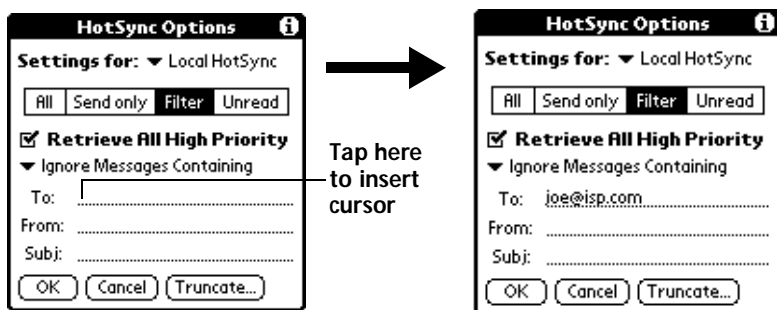 HotSync Options
Settings for: Local HotSync
All Send only Filter Unread
Retrieve All High Priority
Ignore Messages Containing
To:
From:
Subj:
OK Cancel Truncate...
Tap here
to insert
cursor
HotSync Options
Settings for: Local HotSync
All Send only Filter Unread
Retrieve All High Priority
Ignore Messages Containing
To: joe@isp.com
From:
Subj:
OK Cancel Truncate...